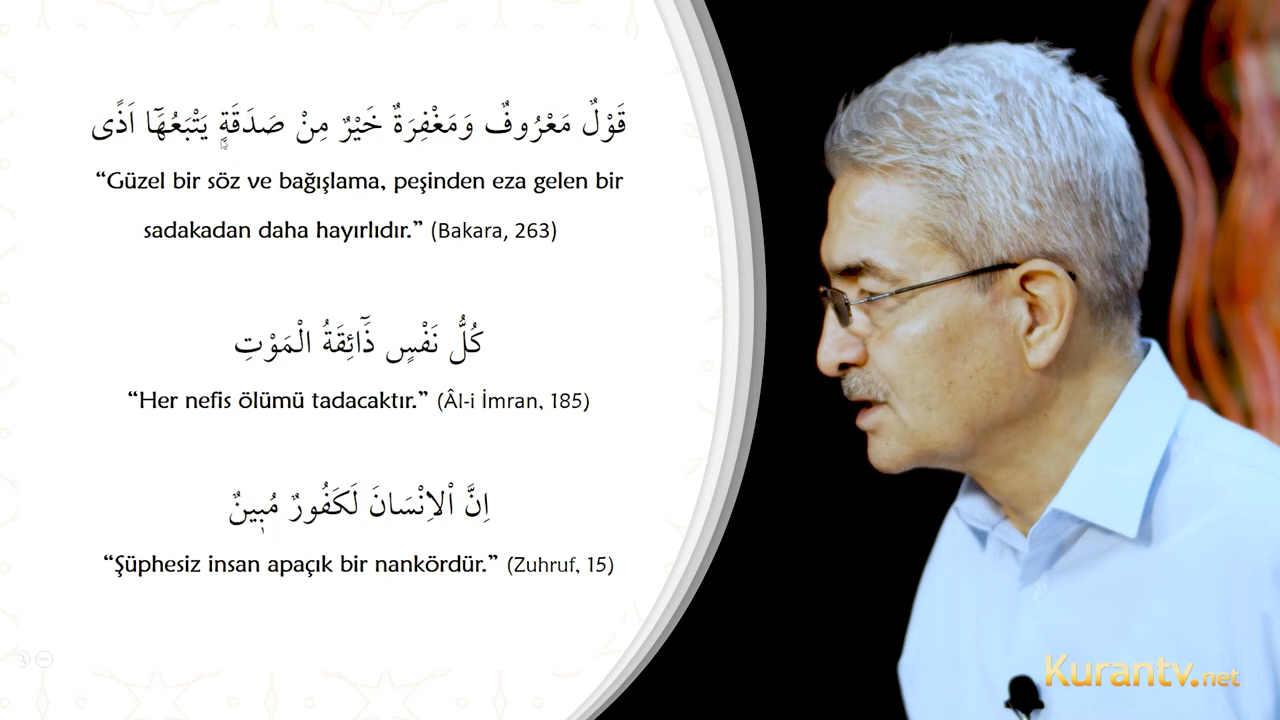 قَوْلٌ مَعْرُوفٌ وَمَغْفِرَةٌ خَيْرٌ مِنْ صَدَقَةٍ يَتْبَعُهَٓا اَذًى
“Güzel bir söz ve bağışlama, peşinden eza gelen bir
sadakadan daha hayırlıdır.” (Bakara, 263)
كُلُّ نَفْسٍ ذَٓائِقَةُ الْمَوْتِ
“Her nefis ölümü tadacaktır.” (Âl-i İmran, 185)
اِنَّ الْاِنْسَانَ لَكَفُورٌ مُبٖينٌ
“Şüphesiz insan apaçık bir nankördür.” (Zuhruf, 15)
Kurantv.net